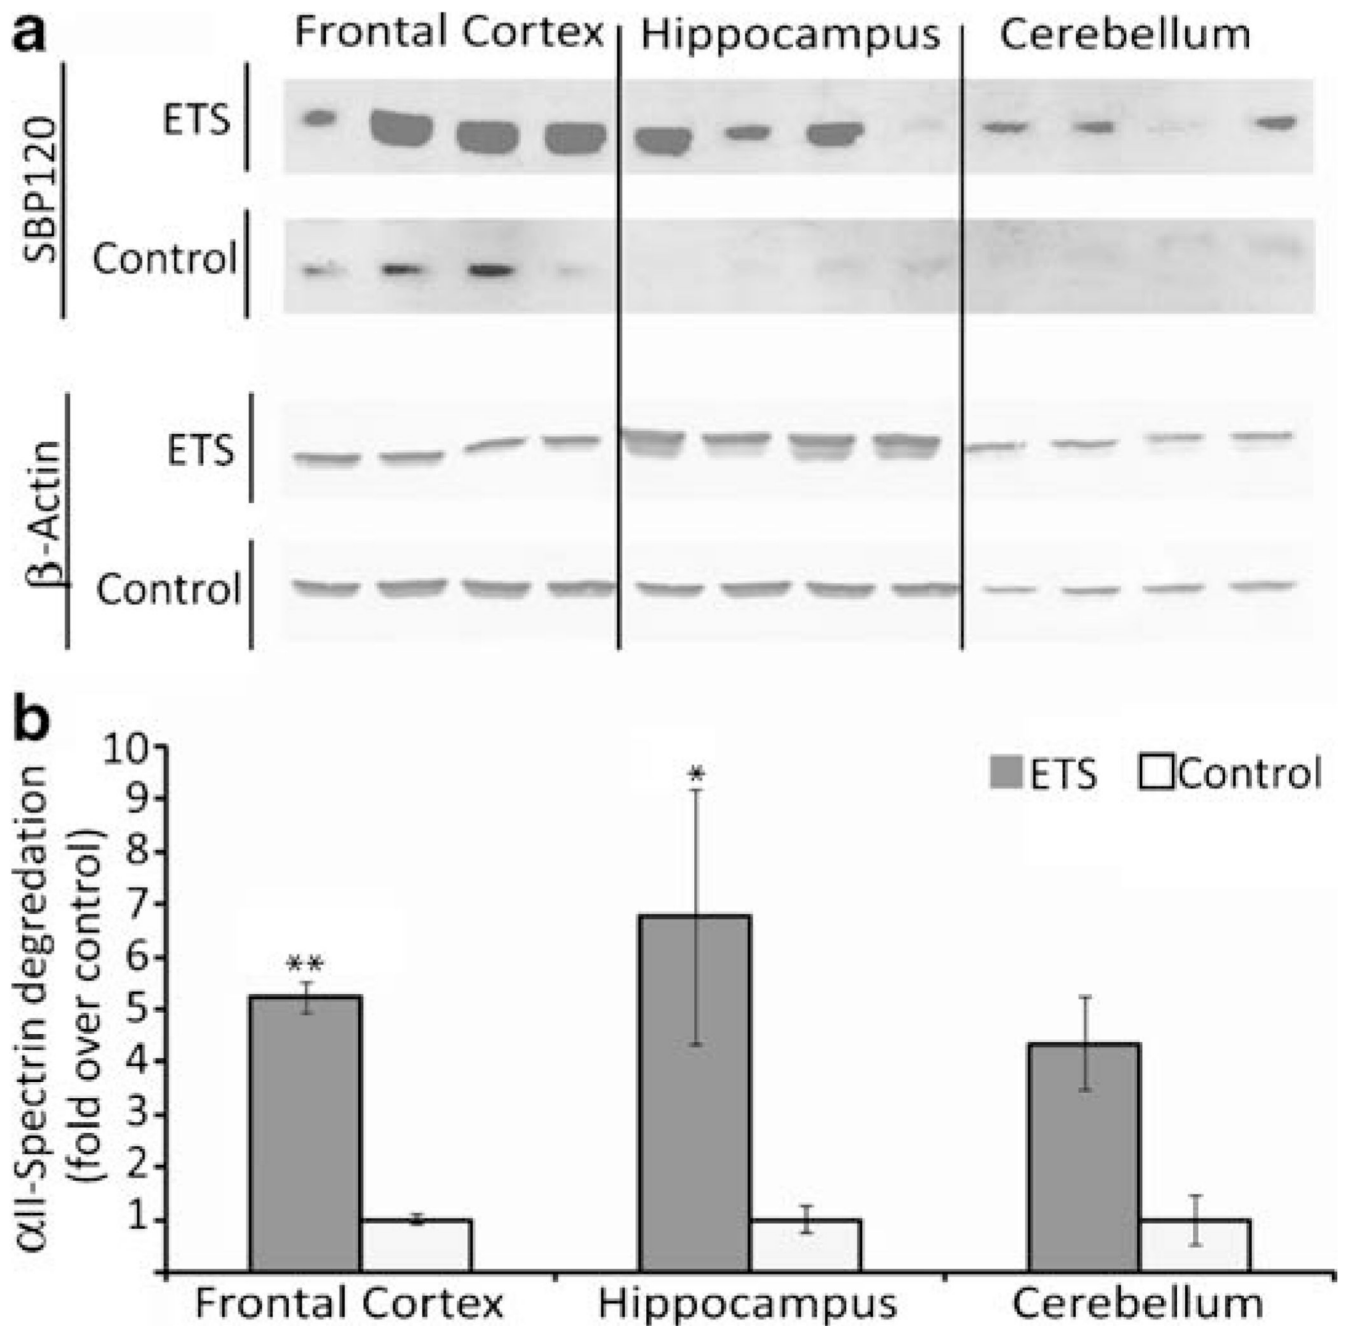 a
Frontal Cortex Hippocampus Cerebellum
SBP120
ETS
Control
β-Actin
ETS
Control
b
αII-Spectrin degredation
(fold over control)
10
9
8
7
6
5
4
3
2
1
**
*
ETS Control
Frontal Cortex Hippocampus Cerebellum